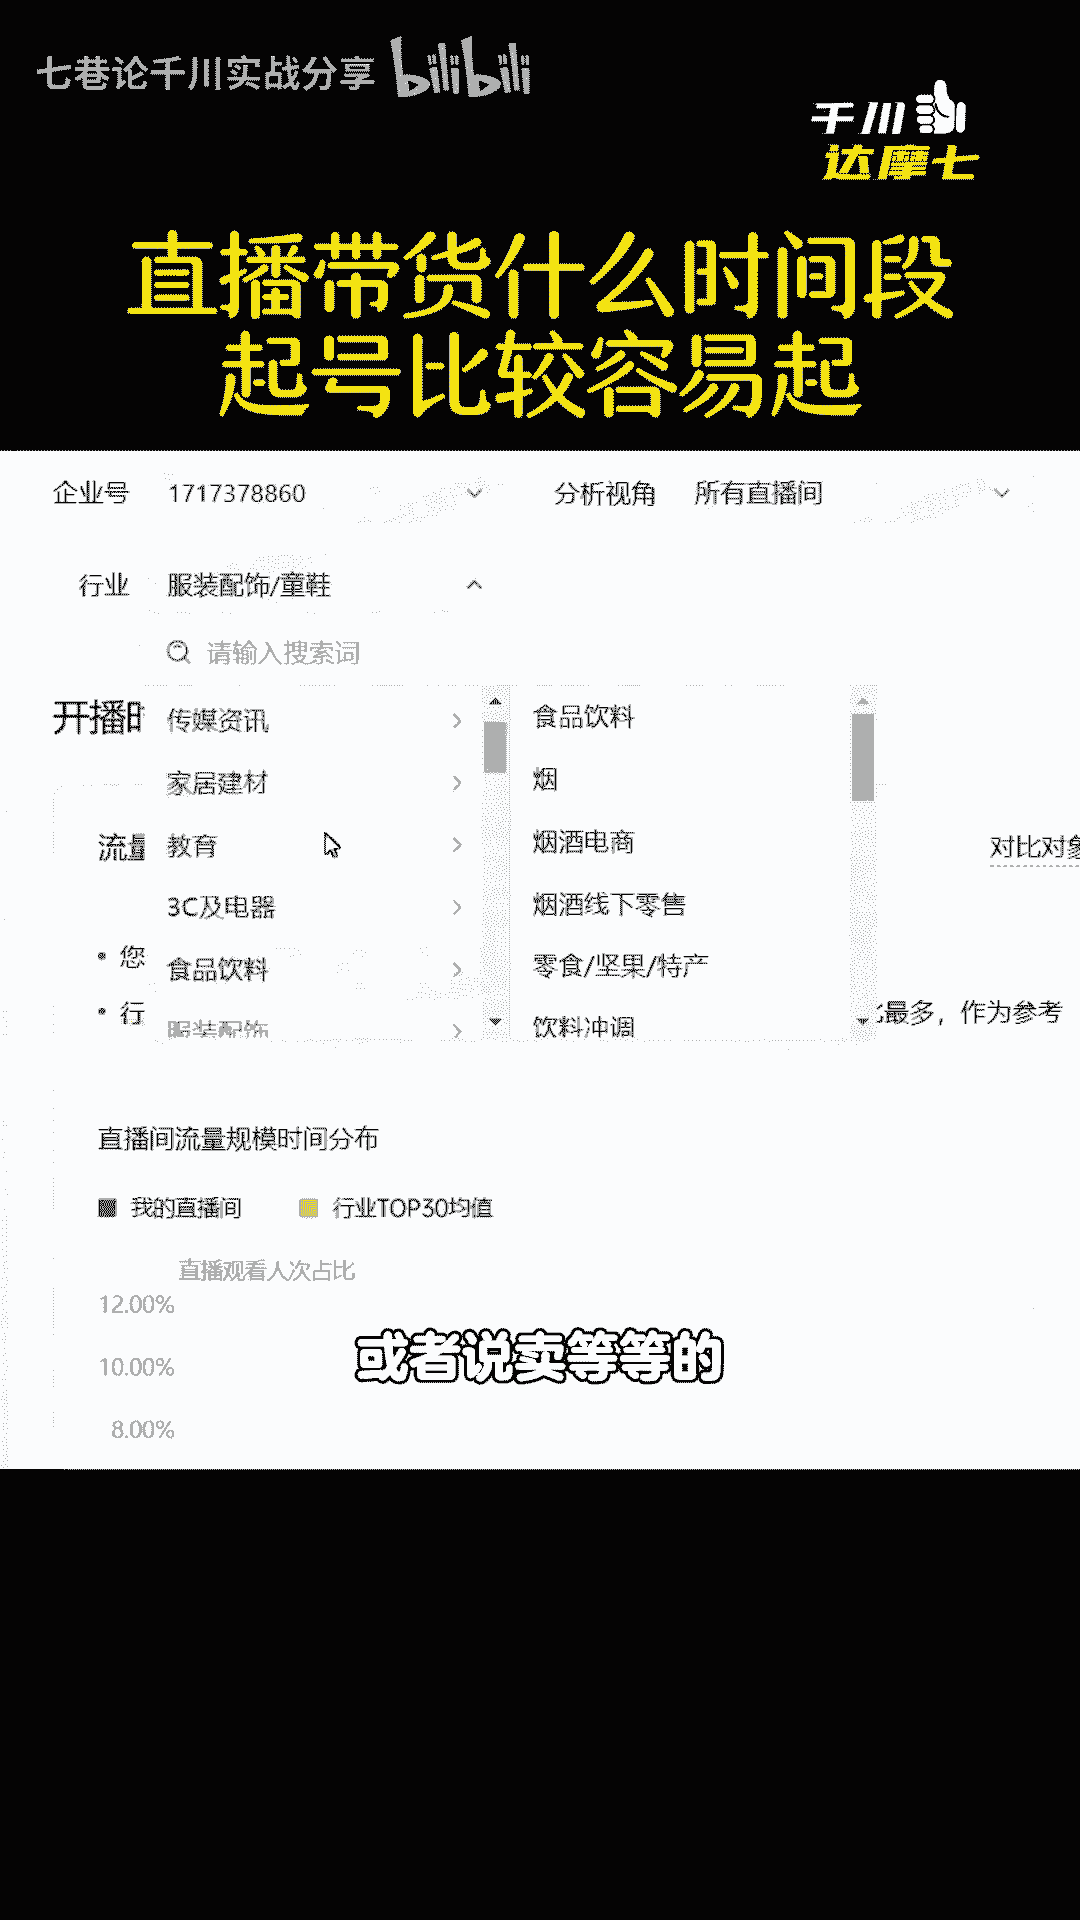 七巷论千川实战分享 bilibili
千川
达摩七
直播带货什么时间段
起号比较容易起
企业号 1717378860 分析视角 所有直播间
行业 服装配饰/童鞋
请输入搜索词
开播时
传媒资讯 食品饮料
家居建材 烟
教育 烟酒电商
3C及电器 烟酒线下零售
食品饮料 零食/坚果/特产
服装配饰 饮料冲调
流量 对比对象
• 您
• 行 比最多，作为参考
直播间流量规模时间分布
我的直播间 行业TOP30均值
直播观看人次占比
12.00%
10.00%
8.00%
或者说卖等等的